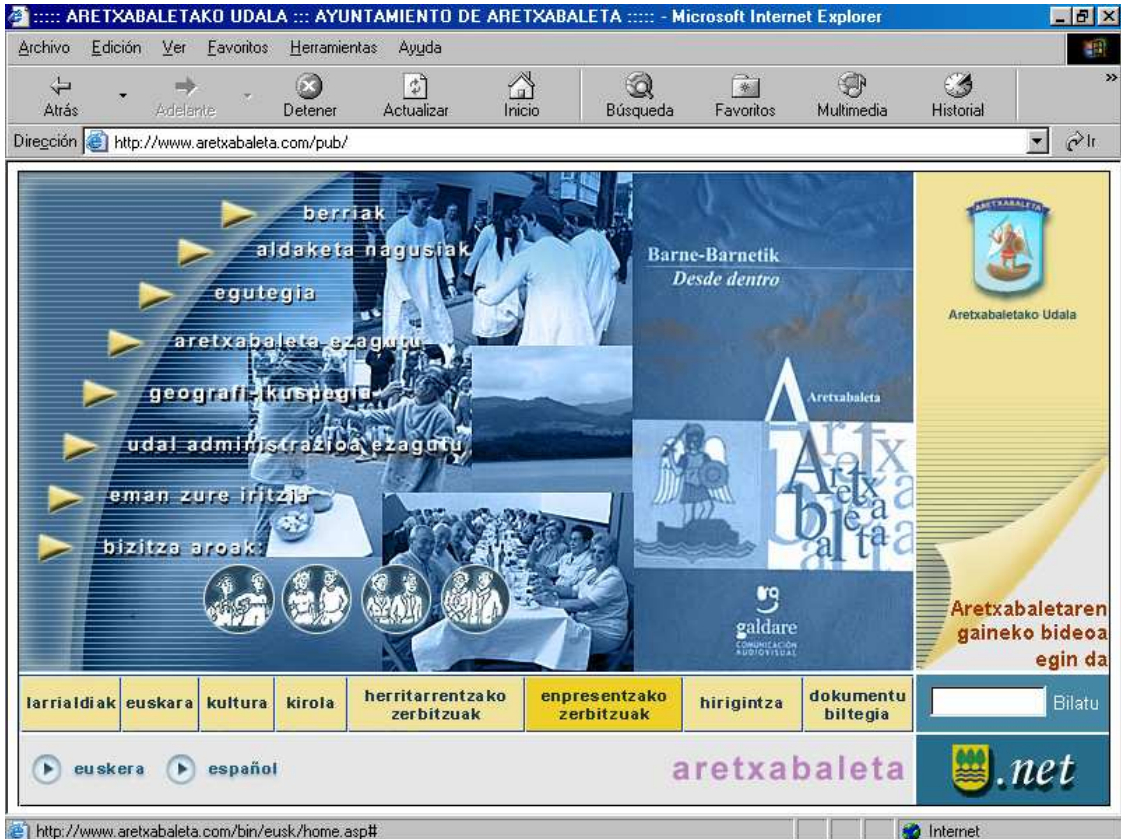 ::::: ARETXABALETAKO UDALA ::: AYUNTAMIENTO DE ARETXABALETA ::::: - Microsoft Internet Explorer
Archivo Edición Ver Favoritos Herramientas Ayuda
Atrás Adelante Detener Actualizar Inicio Búsqueda Favoritos Multimedia Historial »
Dirección http://www.aretxabaleta.com/pub/ Ir
berriak
aldaketa nagusiak
egutegia
aretxabaleta ezagutu
geografi-ikuspegia
udal administrazioa ezagutu
eman zure iritzia
bizitza aroak:
Barne-Barnetik
Desde dentro
Aretxabaleta
Aretx
Aretx
balta
galdare
COMUNICACIÓN
AUDIOVISUAL
ARETXABALETA
Aretxabaletako Udala
Aretxabaletaren
gaineko bideoa
egin da
larrialdiak euskara kultura kirola herritarrentzako zerbitzuak enpresentzako zerbitzuak hirigintza dokumentu biltegia Bilatu
euskera español aretxabaleta .net
http://www.aretxabaleta.com/bin/eusk/home.asp# Internet